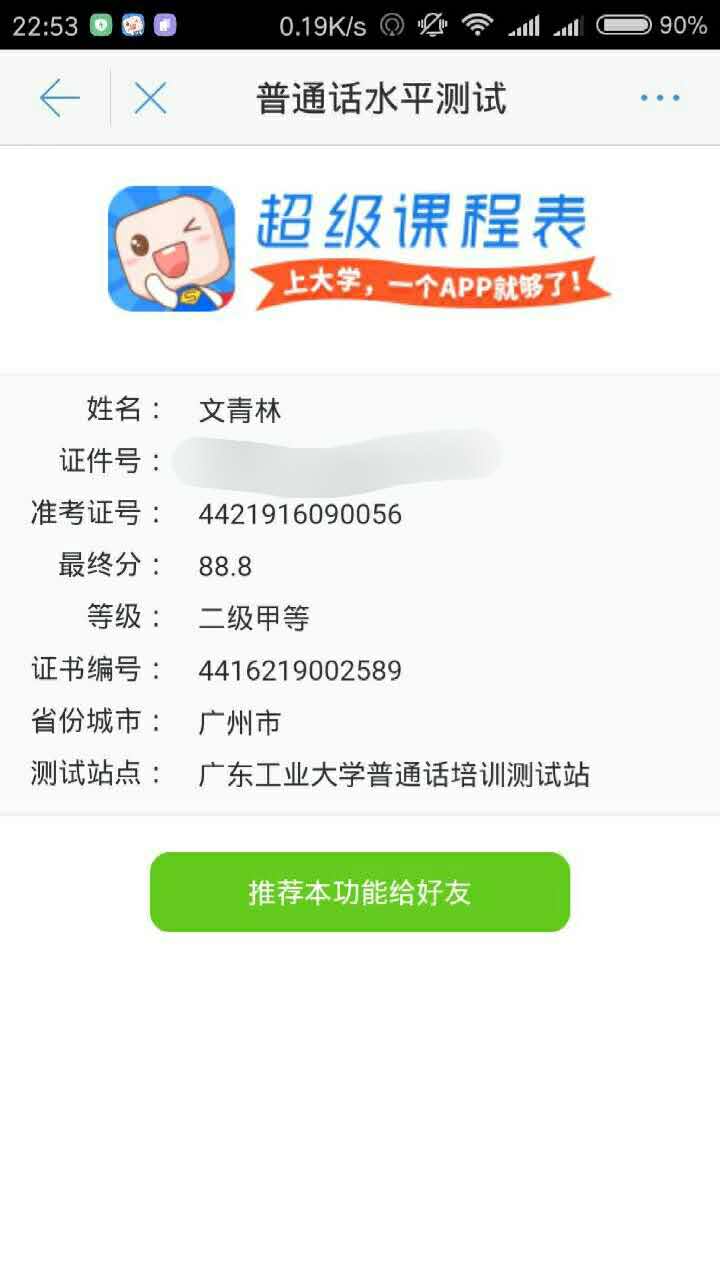 22:53 0.19K/s 90%
普通话水平测试
超级课程表
上大学，一个APP就够了！
姓名： 文青林
证件号：
准考证号： 4421916090056
最终分： 88.8
等级： 二级甲等
证书编号： 4416219002589
省份城市： 广州市
测试站点： 广东工业大学普通话培训测试站
推荐本功能给好友